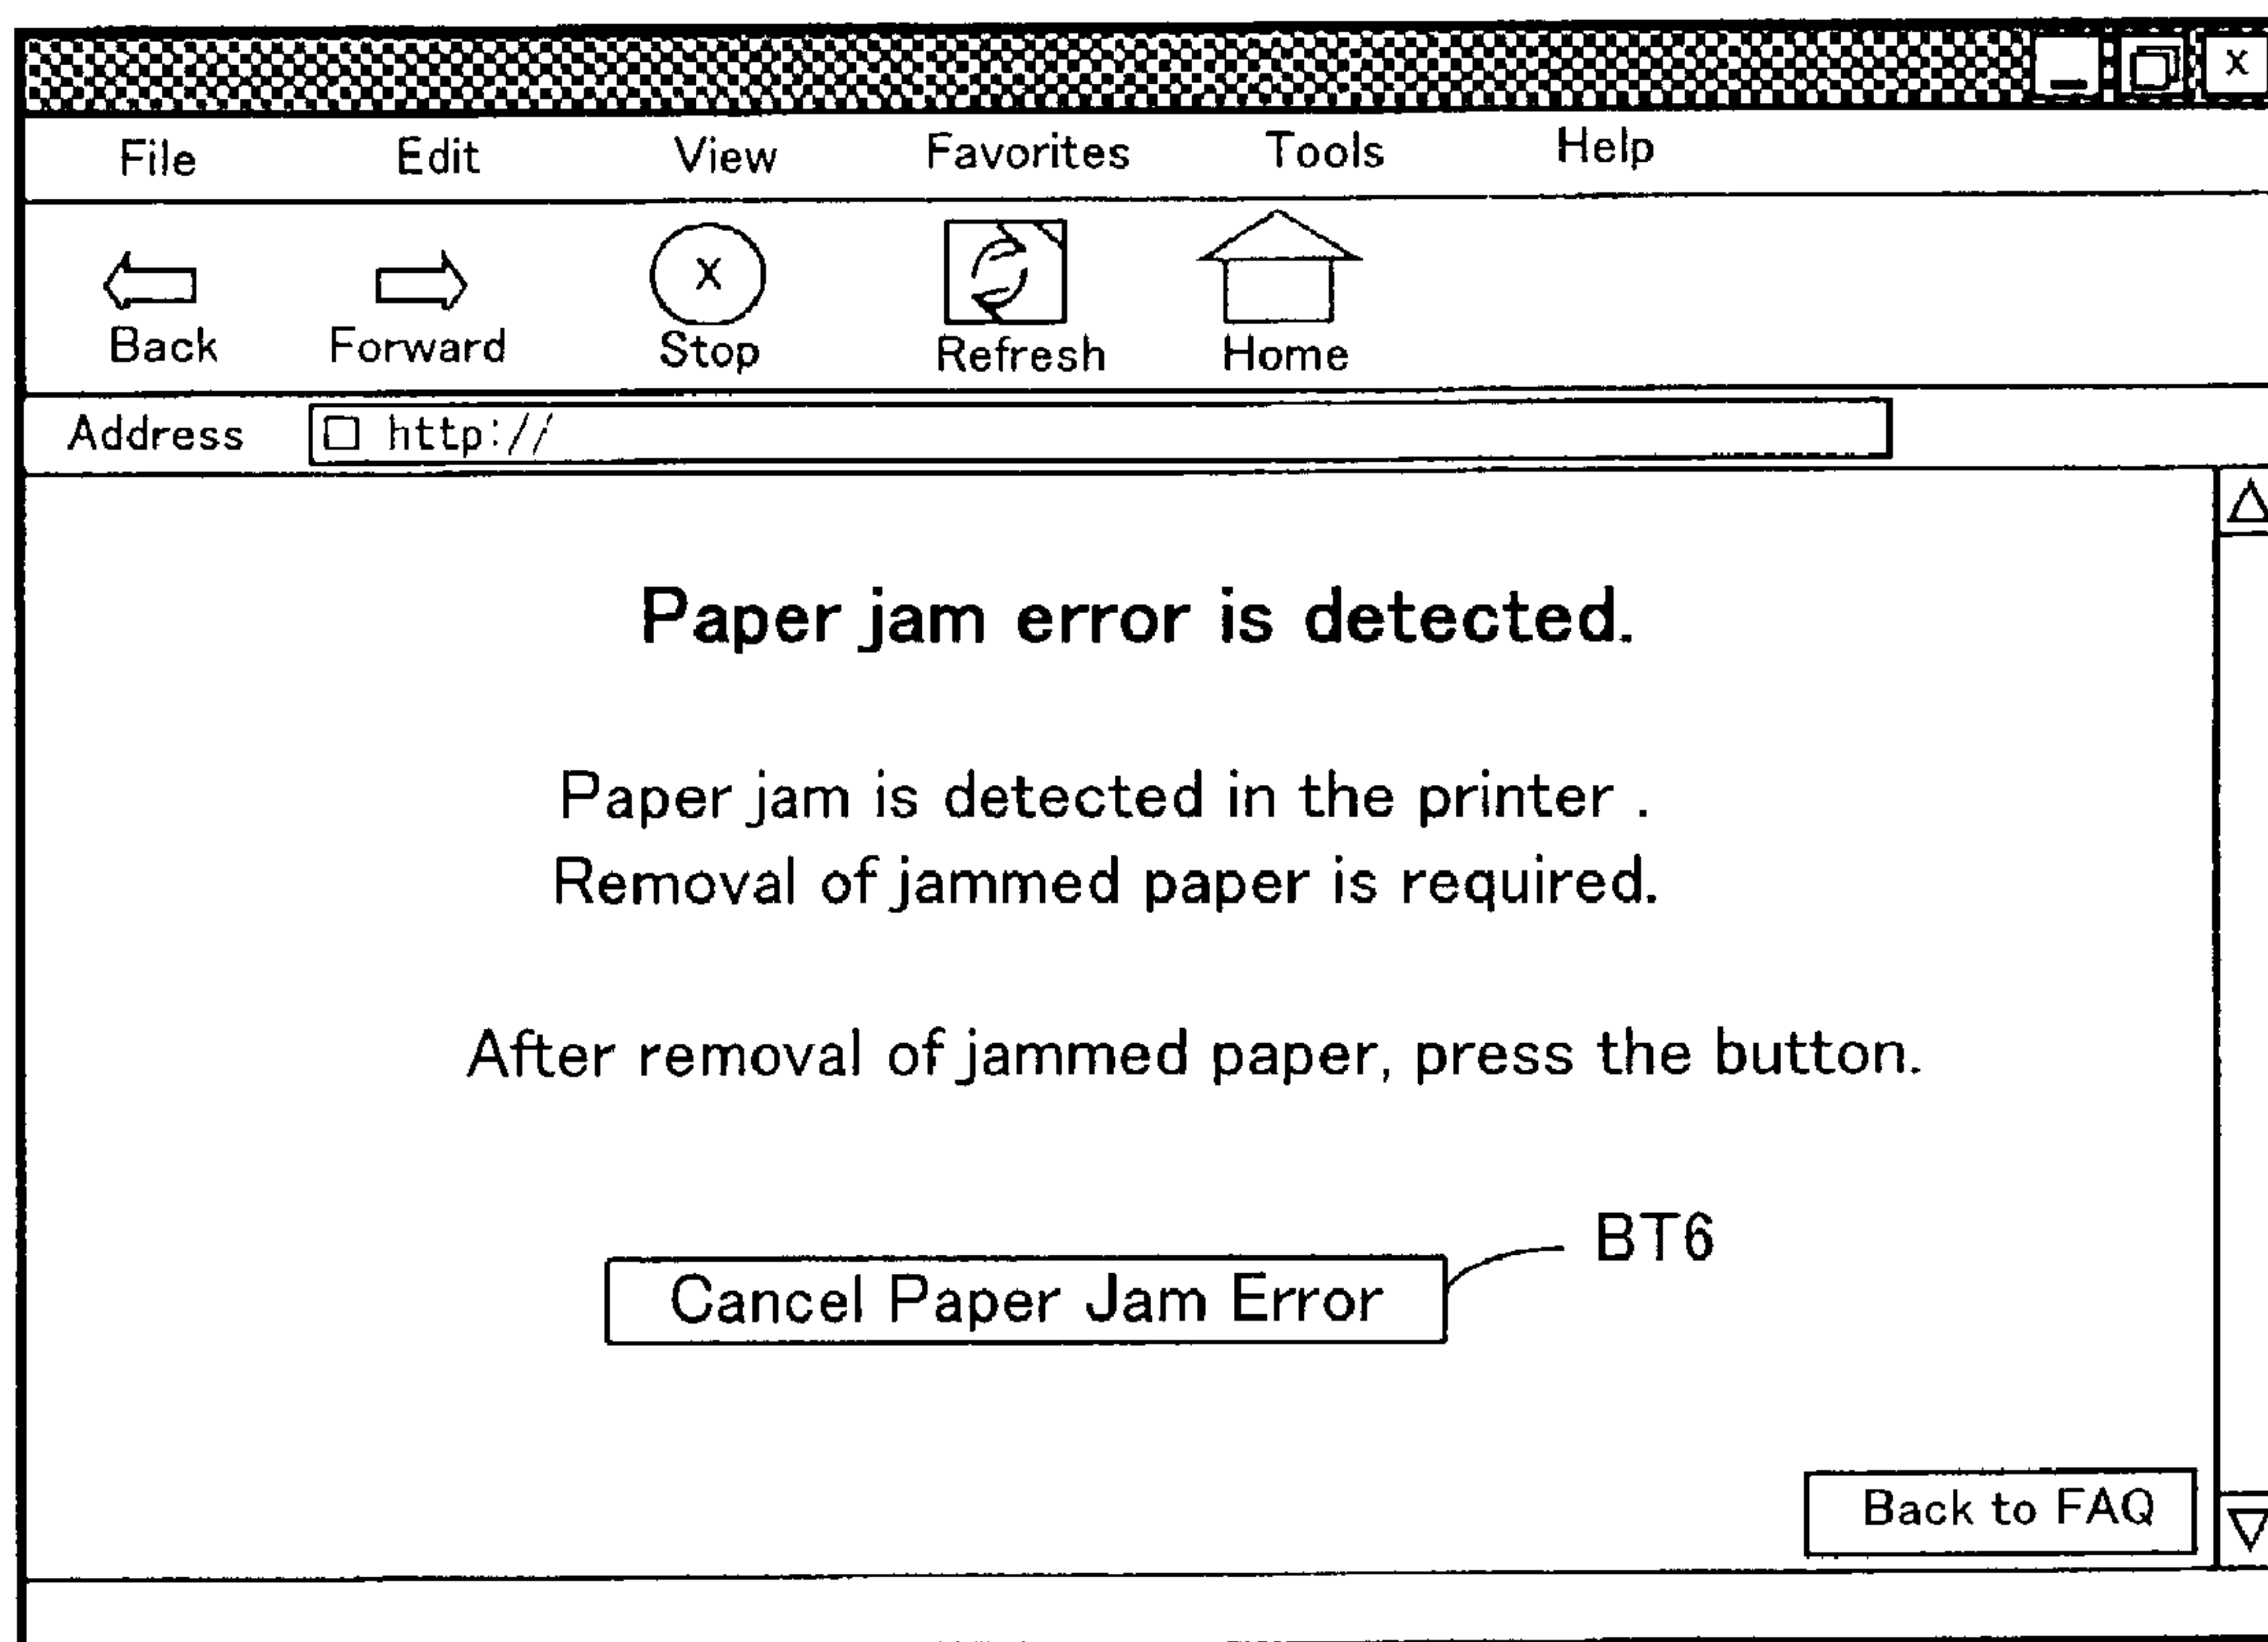 X
File Edit View Favorites Tools Help
X
Back Forward Stop Refresh Home
Address http://
Paper jam error is detected.
Paper jam is detected in the printer .
Removal of jammed paper is required.
After removal of jammed paper, press the button.
BT6
Cancel Paper Jam Error
Back to FAQ